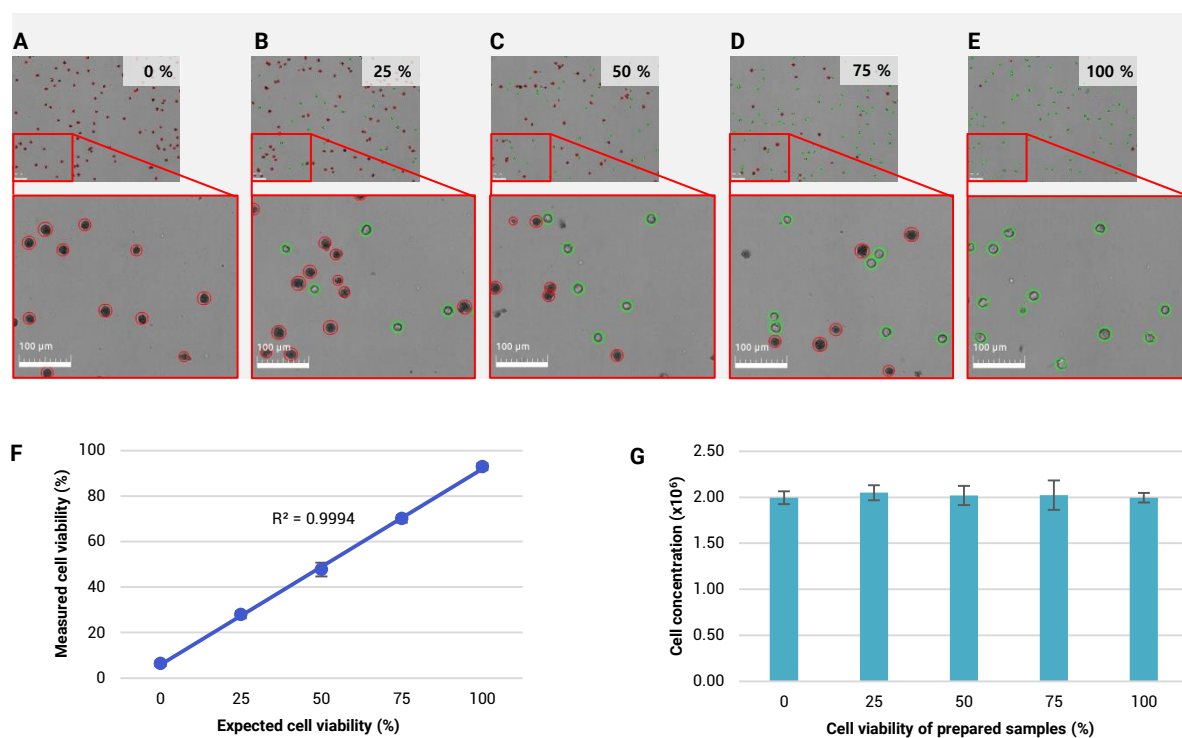 A
B
C
D
E
0 %
25 %
50 %
75 %
100 %
100 μm
100 μm
100 μm
100 μm
100 μm
F
Measured cell viability (%)
100
80
60
40
20
0
R² = 0.9994
0 25 50 75 100
Expected cell viability (%)
G
Cell concentration (x10⁶)
2.50
2.00
1.50
1.00
0.50
0.00
0 25 50 75 100
Cell viability of prepared samples (%)